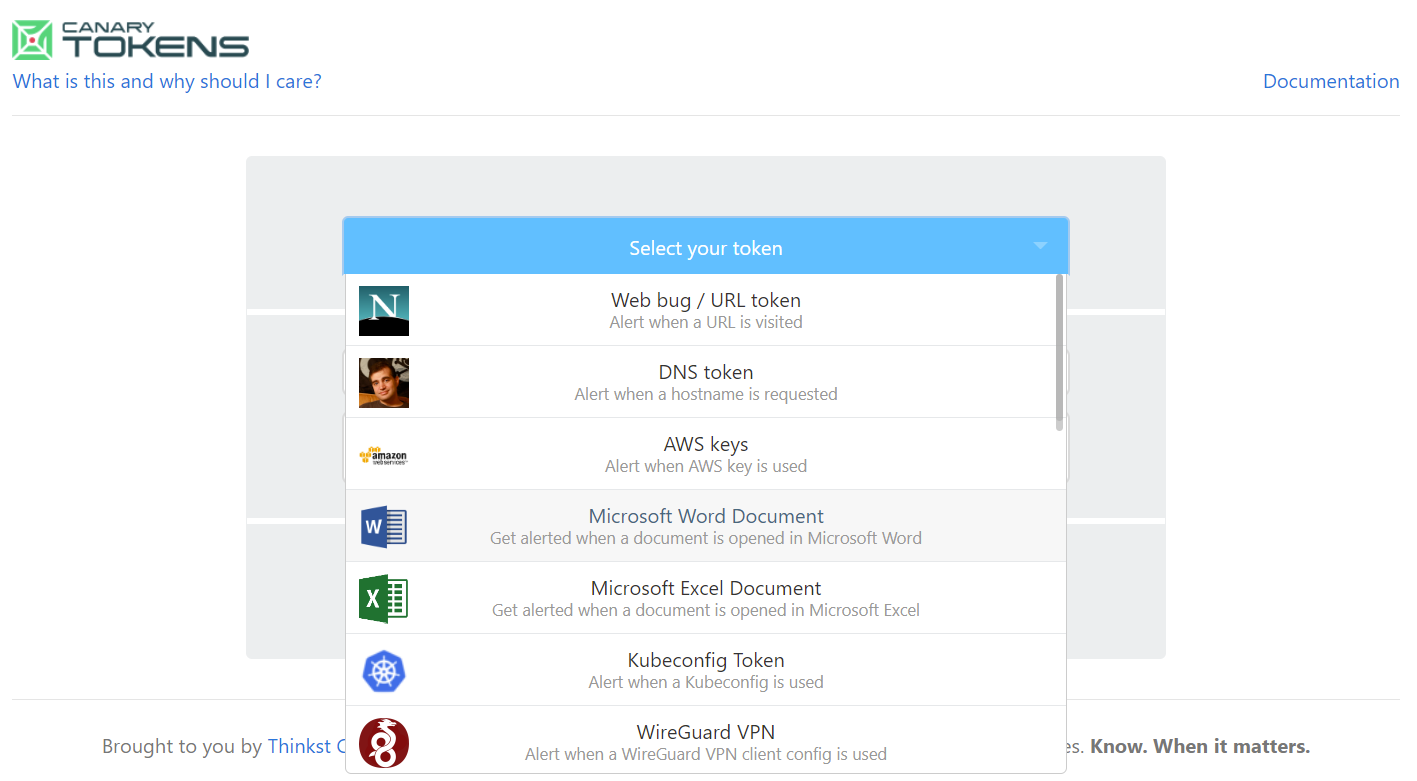 CANARY
TOKENS
What is this and why should I care?
Documentation
Select your token
N
Web bug / URL token
Alert when a URL is visited
DNS token
Alert when a hostname is requested
amazon
web services™
AWS keys
Alert when AWS key is used
W
Microsoft Word Document
Get alerted when a document is opened in Microsoft Word
X
Microsoft Excel Document
Get alerted when a document is opened in Microsoft Excel
Kubeconfig Token
Alert when a Kubeconfig is used
WireGuard VPN
Alert when a WireGuard VPN client config is used
Brought to you by Thinkst C es. Know. When it matters.